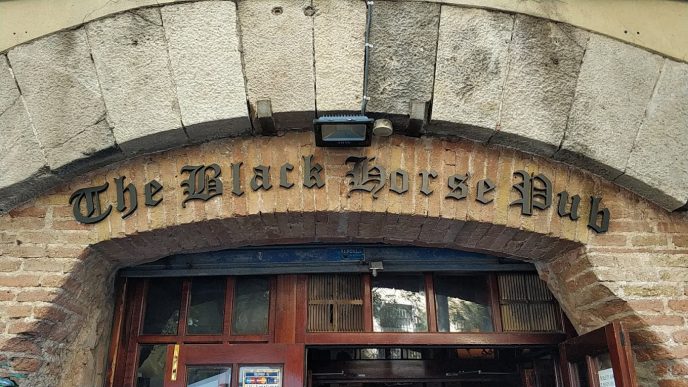 The Black Horse Pub